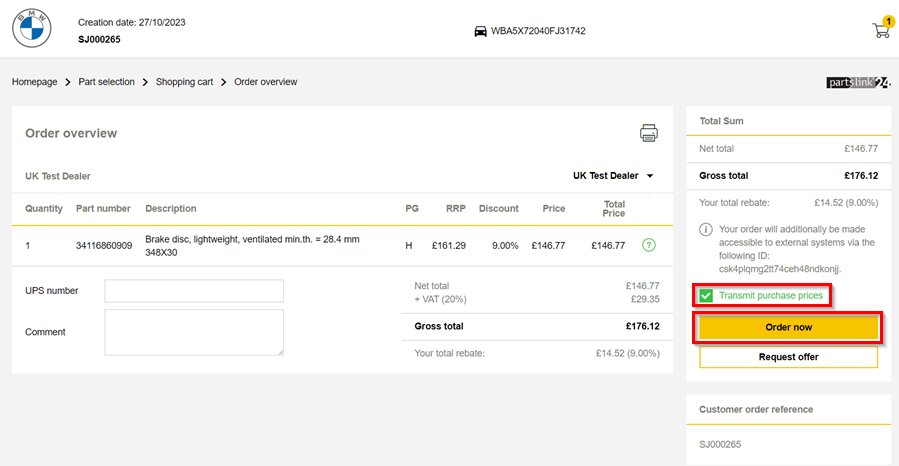 BMW
Creation date: 27/10/2023
SJ000265
WBA5X72040FJ31742
1
Homepage
Part selection
Shopping cart
Order overview
partslink24
Order overview
UK Test Dealer
UK Test Dealer
Quantity Part number Description PG RRP Discount Price Total Price
1 34116860909 Brake disc, lightweight, ventilated min.th. = 28.4 mm H £161.29 9.00% £146.77 £146.77 ?
348X30
UPS number
Comment
Net total £146.77
+ VAT (20%) £29.35
Gross total £176.12
Your total rebate: £14.52 (9.00%)
Total Sum
Net total £146.77
Gross total £176.12
Your total rebate: £14.52 (9.00%)
Your order will additionally be made
accessible to external systems via the
following ID:
csk4plqmg2tt74ceh48ndkonjj.
Transmit purchase prices
Order now
Request offer
Customer order reference
SJ000265